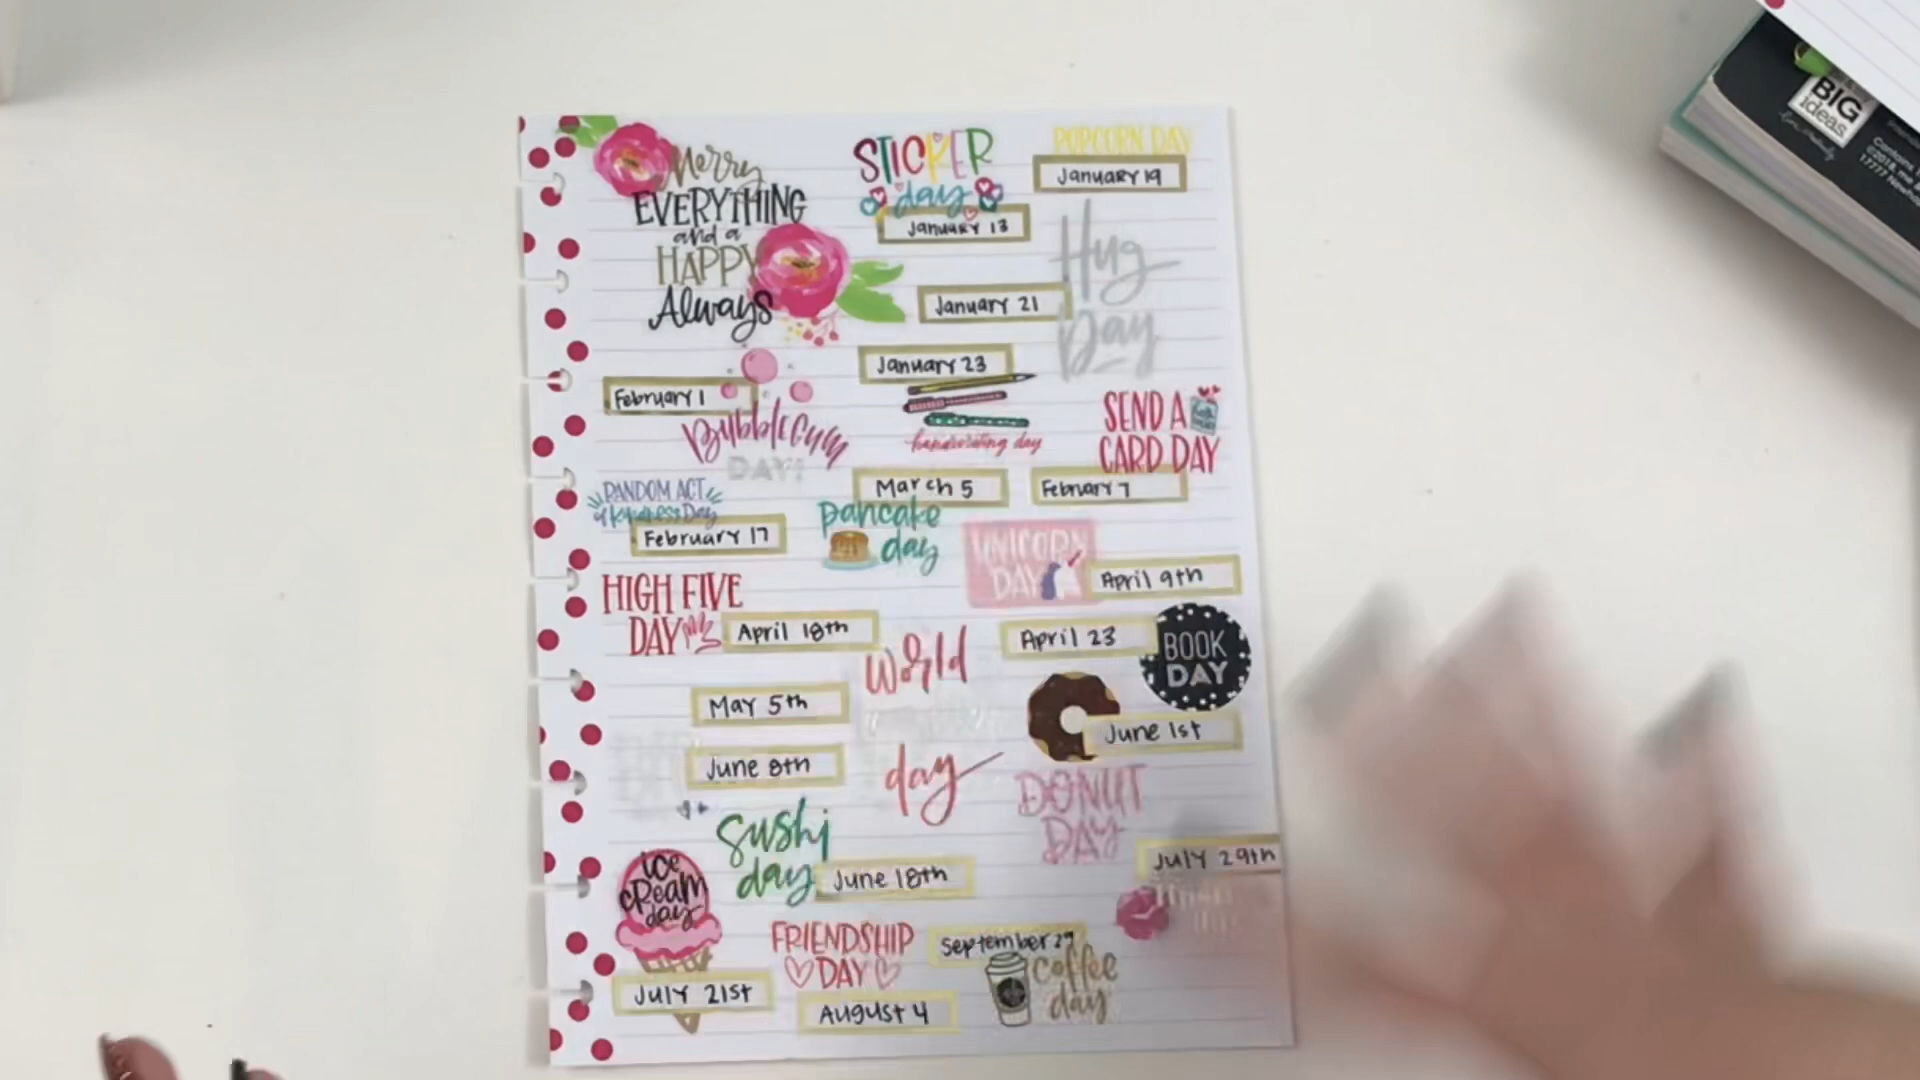 Merry
EVERYTHING
and a
HAPPY
Always
STICKER
day
January 13
POPCORN DAY
January 19
Hug
Day
January 21
January 23
handwriting day
February 1
Bubblegum
DAY!
SEND A
CARD DAY
February 7
RANDOM ACT
of kindness Day
February 17
March 5
pancake
day
UNICORN
DAY
April 9th
HIGH FIVE
DAY
April 18th
World
day
April 23
BOOK
DAY
May 5th
June 1st
DONUT
DAY
June 8th
sushi
day
June 18th
ice
cream
day
July 21st
FRIENDSHIP
DAY
August 4
September 29
coffee
day
July 29th
BIG
ideas